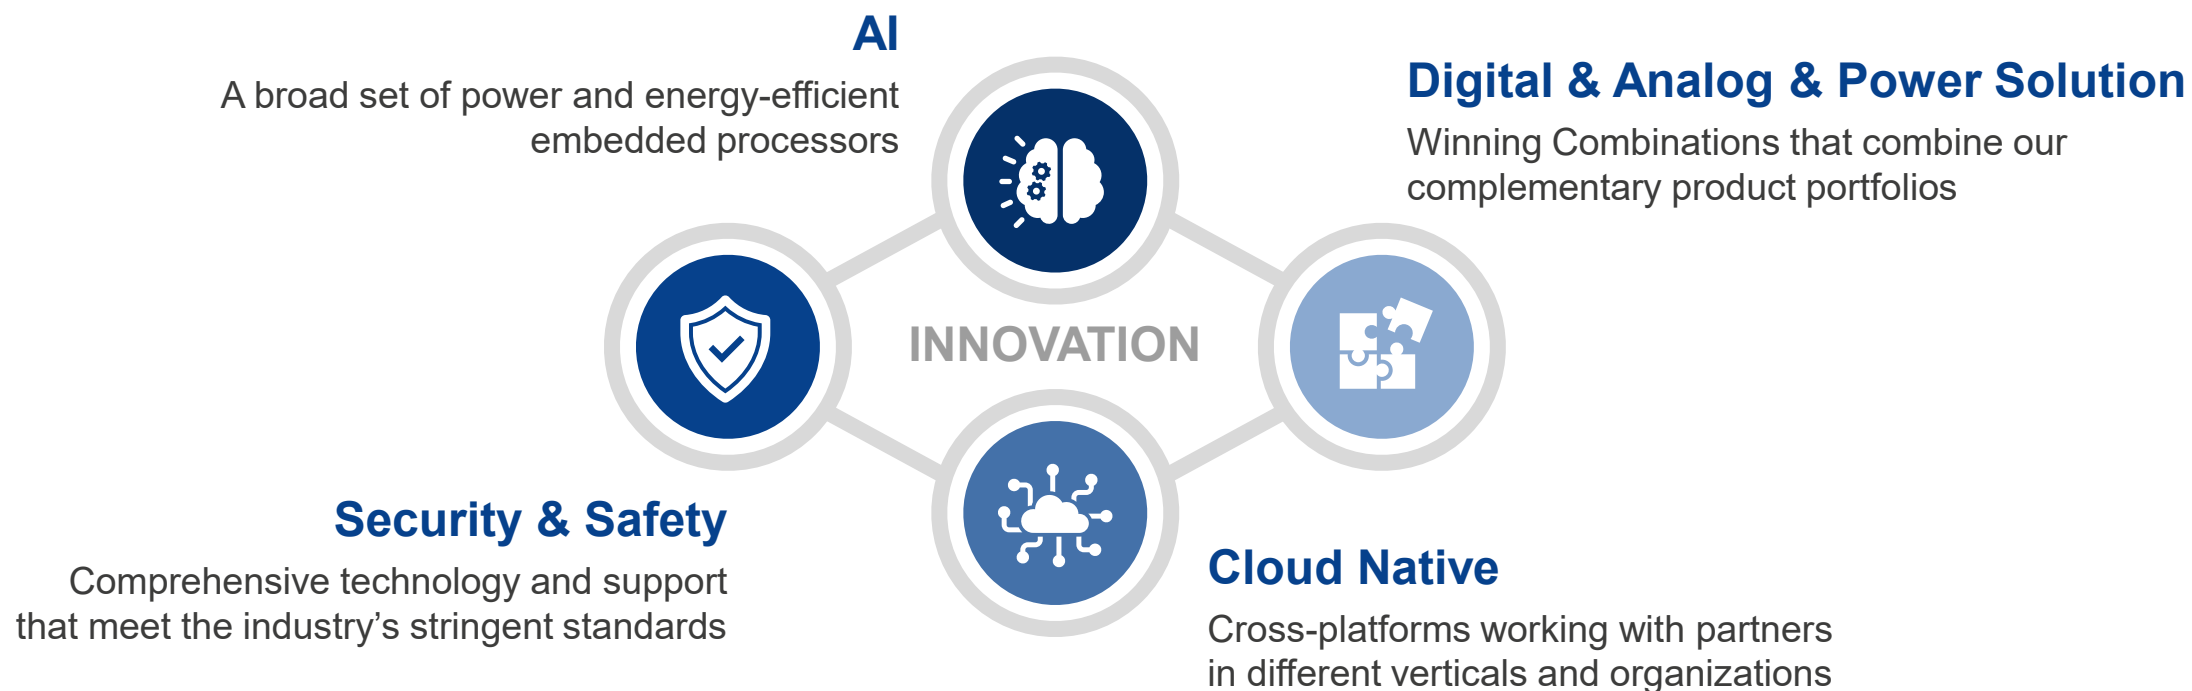 AI
A broad set of power and energy-efficient
embedded processors
Digital & Analog & Power Solution
Winning Combinations that combine our
complementary product portfolios
INNOVATION
Security & Safety
Comprehensive technology and support
that meet the industry’s stringent standards
Cloud Native
Cross-platforms working with partners
in different verticals and organizations